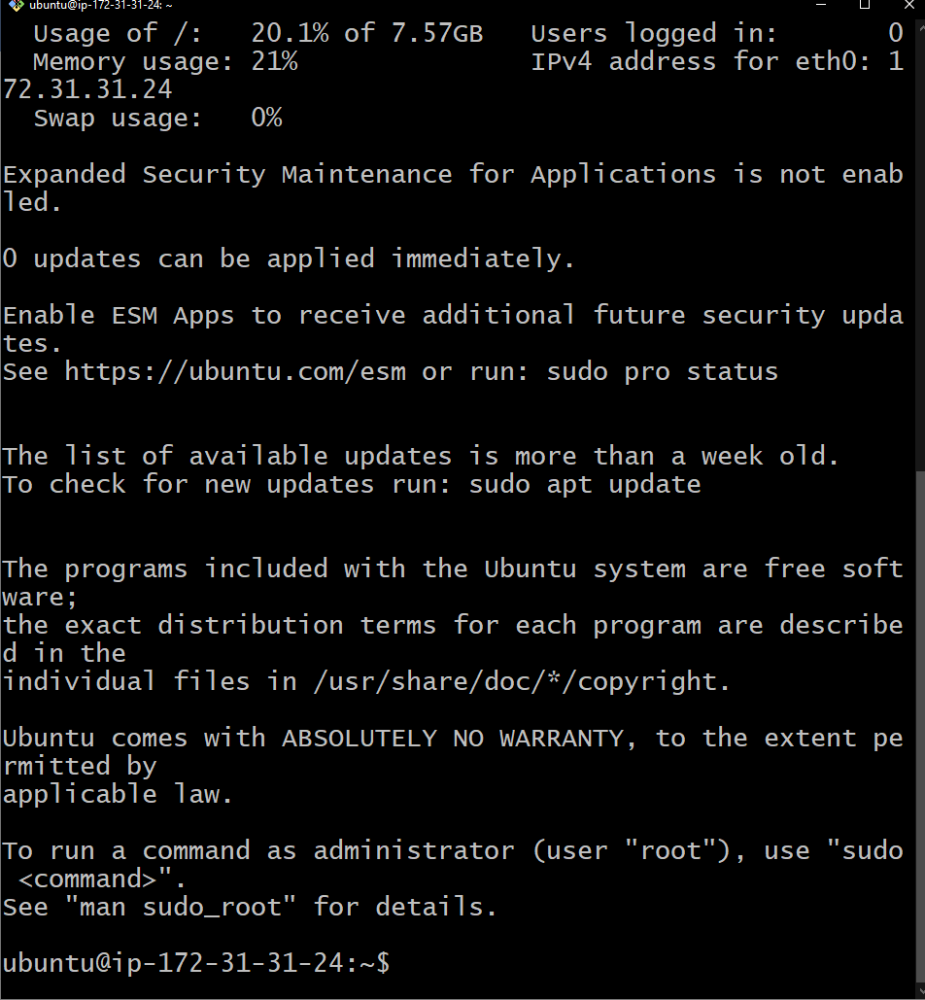 ubuntu@ip-172-31-31-24: ~
  Usage of /:   20.1% of 7.57GB   Users logged in:       0
  Memory usage: 21%               IPv4 address for eth0: 1
72.31.31.24
  Swap usage:   0%

Expanded Security Maintenance for Applications is not enab
led.

0 updates can be applied immediately.

Enable ESM Apps to receive additional future security upda
tes.
See https://ubuntu.com/esm or run: sudo pro status


The list of available updates is more than a week old.
To check for new updates run: sudo apt update


The programs included with the Ubuntu system are free soft
ware;
the exact distribution terms for each program are describe
d in the
individual files in /usr/share/doc/*/copyright.

Ubuntu comes with ABSOLUTELY NO WARRANTY, to the extent pe
rmitted by
applicable law.

To run a command as administrator (user "root"), use "sudo
 <command>".
See "man sudo_root" for details.

ubuntu@ip-172-31-31-24:~$